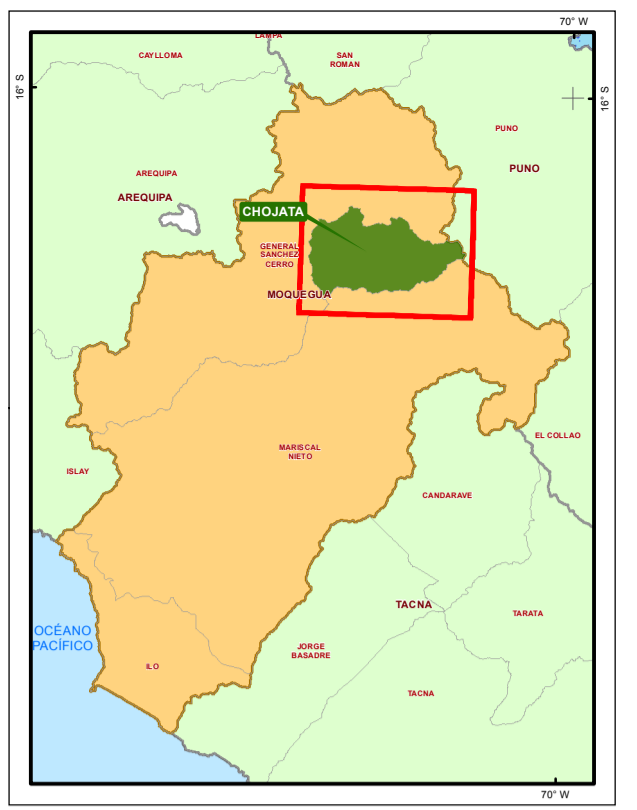 70° W
LAMPA
CAYLLOMA
SAN
ROMAN
16° S
16° S
PUNO
PUNO
AREQUIPA
AREQUIPA
CHOJATA
GENERAL
SANCHEZ
CERRO
MOQUEGUA
EL COLLAO
MARISCAL
NIETO
ISLAY
CANDARAVE
TACNA
TARATA
OCÉANO
PACÍFICO
JORGE
BASADRE
ILO
TACNA
70° W